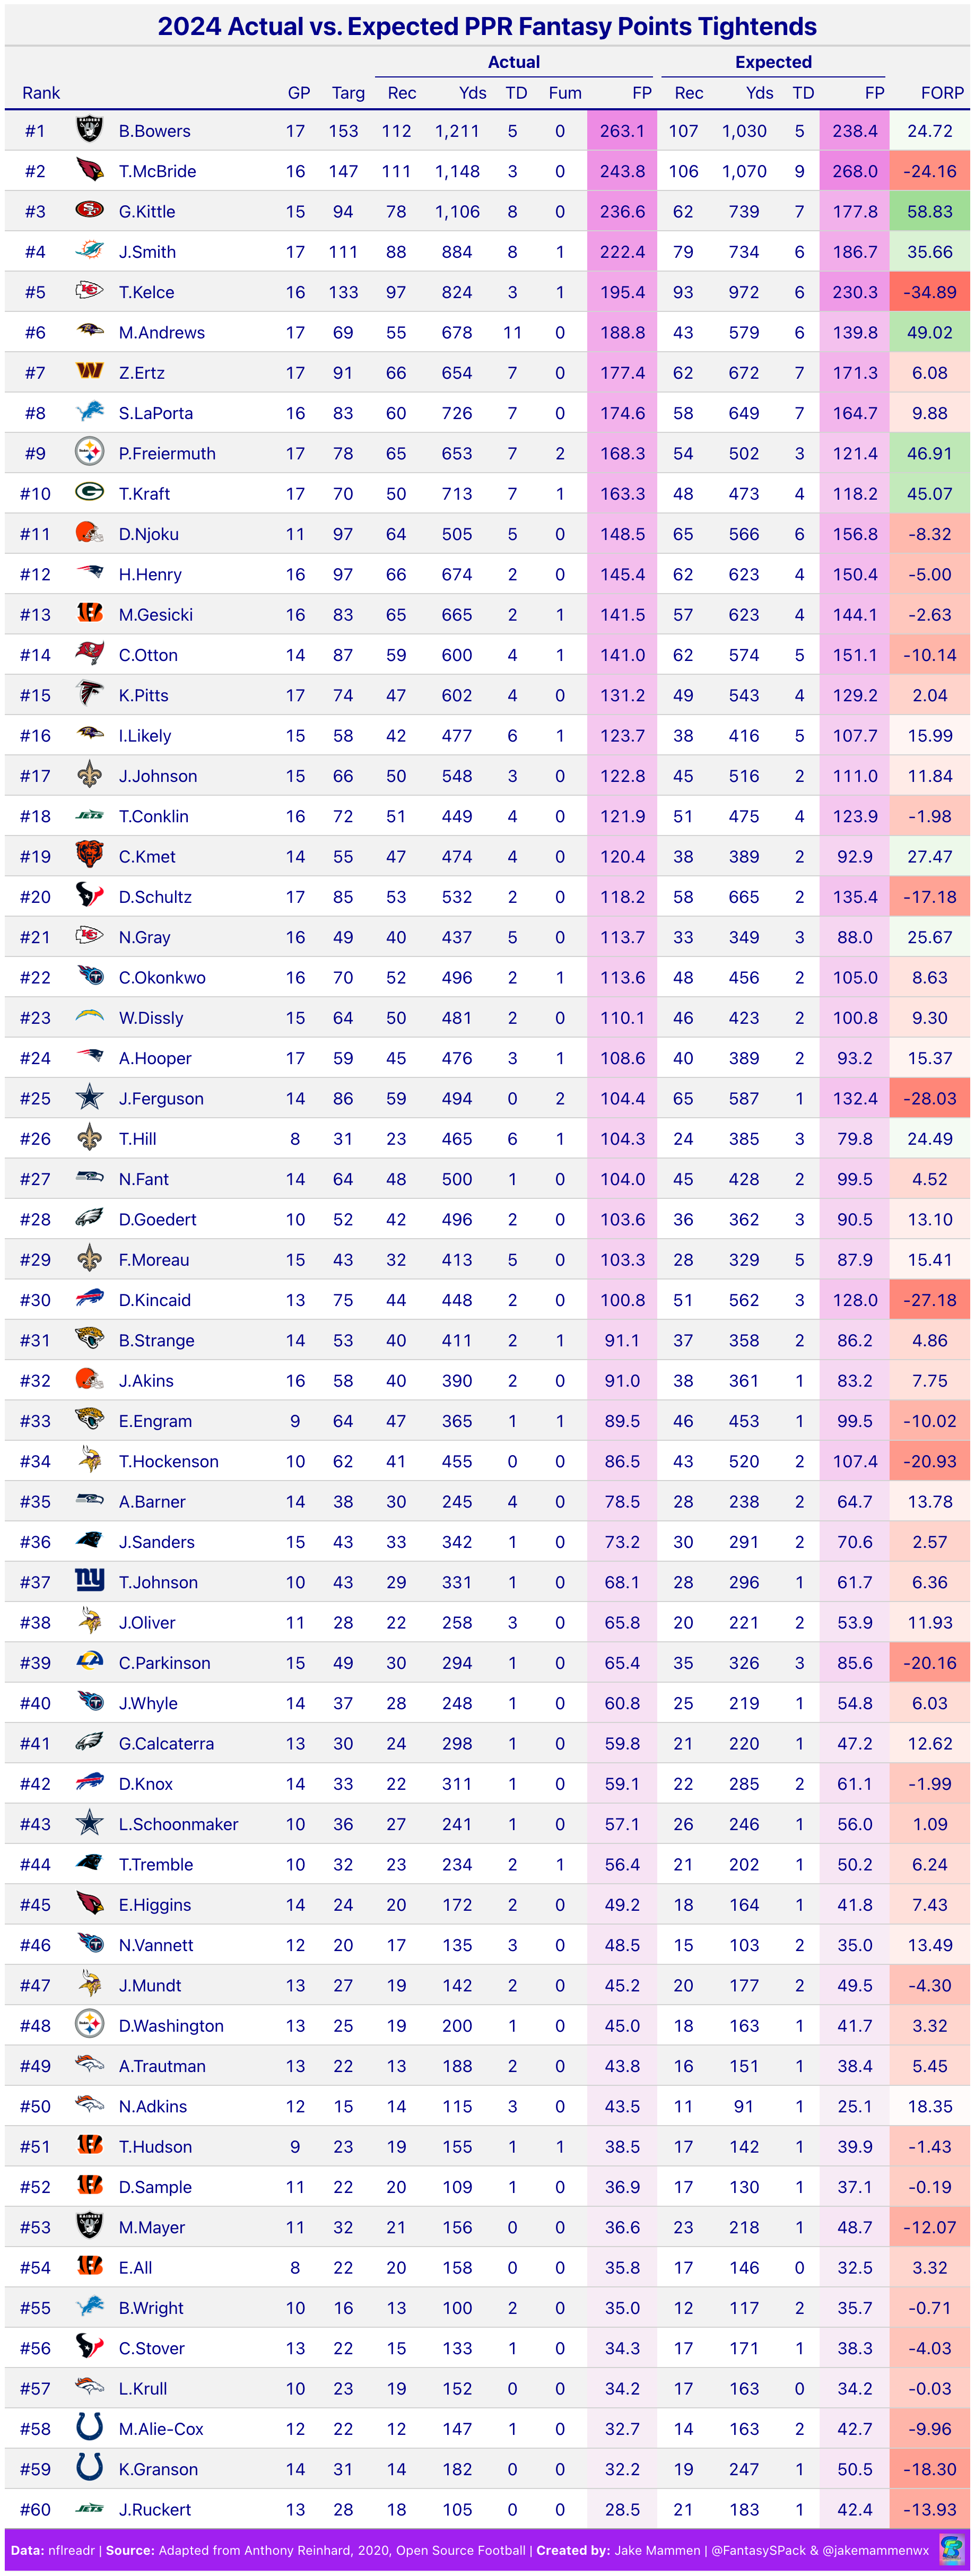 2024 Actual vs. Expected PPR Fantasy Points Tightends
Actual Expected
Rank GP Targ Rec Yds TD Fum FP Rec Yds TD FP FORP
#1 B.Bowers 17 153 112 1,211 5 0 263.1 107 1,030 5 238.4 24.72
#2 T.McBride 16 147 111 1,148 3 0 243.8 106 1,070 9 268.0 -24.16
#3 G.Kittle 15 94 78 1,106 8 0 236.6 62 739 7 177.8 58.83
#4 J.Smith 17 111 88 884 8 1 222.4 79 734 6 186.7 35.66
#5 T.Kelce 16 133 97 824 3 1 195.4 93 972 6 230.3 -34.89
#6 M.Andrews 17 69 55 678 11 0 188.8 43 579 6 139.8 49.02
#7 Z.Ertz 17 91 66 654 7 0 177.4 62 672 7 171.3 6.08
#8 S.LaPorta 16 83 60 726 7 0 174.6 58 649 7 164.7 9.88
#9 P.Freiermuth 17 78 65 653 7 2 168.3 54 502 3 121.4 46.91
#10 T.Kraft 17 70 50 713 7 1 163.3 48 473 4 118.2 45.07
#11 D.Njoku 11 97 64 505 5 0 148.5 65 566 6 156.8 -8.32
#12 H.Henry 16 97 66 674 2 0 145.4 62 623 4 150.4 -5.00
#13 M.Gesicki 16 83 65 665 2 1 141.5 57 623 4 144.1 -2.63
#14 C.Otton 14 87 59 600 4 1 141.0 62 574 5 151.1 -10.14
#15 K.Pitts 17 74 47 602 4 0 131.2 49 543 4 129.2 2.04
#16 I.Likely 15 58 42 477 6 1 123.7 38 416 5 107.7 15.99
#17 J.Johnson 15 66 50 548 3 0 122.8 45 516 2 111.0 11.84
#18 T.Conklin 16 72 51 449 4 0 121.9 51 475 4 123.9 -1.98
#19 C.Kmet 14 55 47 474 4 0 120.4 38 389 2 92.9 27.47
#20 D.Schultz 17 85 53 532 2 0 118.2 58 665 2 135.4 -17.18
#21 N.Gray 16 49 40 437 5 0 113.7 33 349 3 88.0 25.67
#22 C.Okonkwo 16 70 52 496 2 1 113.6 48 456 2 105.0 8.63
#23 W.Dissly 15 64 50 481 2 0 110.1 46 423 2 100.8 9.30
#24 A.Hooper 17 59 45 476 3 1 108.6 40 389 2 93.2 15.37
#25 J.Ferguson 14 86 59 494 0 2 104.4 65 587 1 132.4 -28.03
#26 T.Hill 8 31 23 465 6 1 104.3 24 385 3 79.8 24.49
#27 N.Fant 14 64 48 500 1 0 104.0 45 428 2 99.5 4.52
#28 D.Goedert 10 52 42 496 2 0 103.6 36 362 3 90.5 13.10
#29 F.Moreau 15 43 32 413 5 0 103.3 28 329 5 87.9 15.41
#30 D.Kincaid 13 75 44 448 2 0 100.8 51 562 3 128.0 -27.18
#31 B.Strange 14 53 40 411 2 1 91.1 37 358 2 86.2 4.86
#32 J.Akins 16 58 40 390 2 0 91.0 38 361 1 83.2 7.75
#33 E.Engram 9 64 47 365 1 1 89.5 46 453 1 99.5 -10.02
#34 T.Hockenson 10 62 41 455 0 0 86.5 43 520 2 107.4 -20.93
#35 A.Barner 14 38 30 245 4 0 78.5 28 238 2 64.7 13.78
#36 J.Sanders 15 43 33 342 1 0 73.2 30 291 2 70.6 2.57
#37 T.Johnson 10 43 29 331 1 0 68.1 28 296 1 61.7 6.36
#38 J.Oliver 11 28 22 258 3 0 65.8 20 221 2 53.9 11.93
#39 C.Parkinson 15 49 30 294 1 0 65.4 35 326 3 85.6 -20.16
#40 J.Whyle 14 37 28 248 1 0 60.8 25 219 1 54.8 6.03
#41 G.Calcaterra 13 30 24 298 1 0 59.8 21 220 1 47.2 12.62
#42 D.Knox 14 33 22 311 1 0 59.1 22 285 2 61.1 -1.99
#43 L.Schoonmaker 10 36 27 241 1 0 57.1 26 246 1 56.0 1.09
#44 T.Tremble 10 32 23 234 2 1 56.4 21 202 1 50.2 6.24
#45 E.Higgins 14 24 20 172 2 0 49.2 18 164 1 41.8 7.43
#46 N.Vannett 12 20 17 135 3 0 48.5 15 103 2 35.0 13.49
#47 J.Mundt 13 27 19 142 2 0 45.2 20 177 2 49.5 -4.30
#48 D.Washington 13 25 19 200 1 0 45.0 18 163 1 41.7 3.32
#49 A.Trautman 13 22 13 188 2 0 43.8 16 151 1 38.4 5.45
#50 N.Adkins 12 15 14 115 3 0 43.5 11 91 1 25.1 18.35
#51 T.Hudson 9 23 19 155 1 1 38.5 17 142 1 39.9 -1.43
#52 D.Sample 11 22 20 109 1 0 36.9 17 130 1 37.1 -0.19
#53 M.Mayer 11 32 21 156 0 0 36.6 23 218 1 48.7 -12.07
#54 E.All 8 22 20 158 0 0 35.8 17 146 0 32.5 3.32
#55 B.Wright 10 16 13 100 2 0 35.0 12 117 2 35.7 -0.71
#56 C.Stover 13 22 15 133 1 0 34.3 17 171 1 38.3 -4.03
#57 L.Krull 10 23 19 152 0 0 34.2 17 163 0 34.2 -0.03
#58 M.Alie-Cox 12 22 12 147 1 0 32.7 14 163 2 42.7 -9.96
#59 K.Granson 14 31 14 182 0 0 32.2 19 247 1 50.5 -18.30
#60 J.Ruckert 13 28 18 105 0 0 28.5 21 183 1 42.4 -13.93
Data: nflreadr | Source: Adapted from Anthony Reinhard, 2020, Open Source Football | Created by: Jake Mammen | @FantasySPack & @jakemammenwx